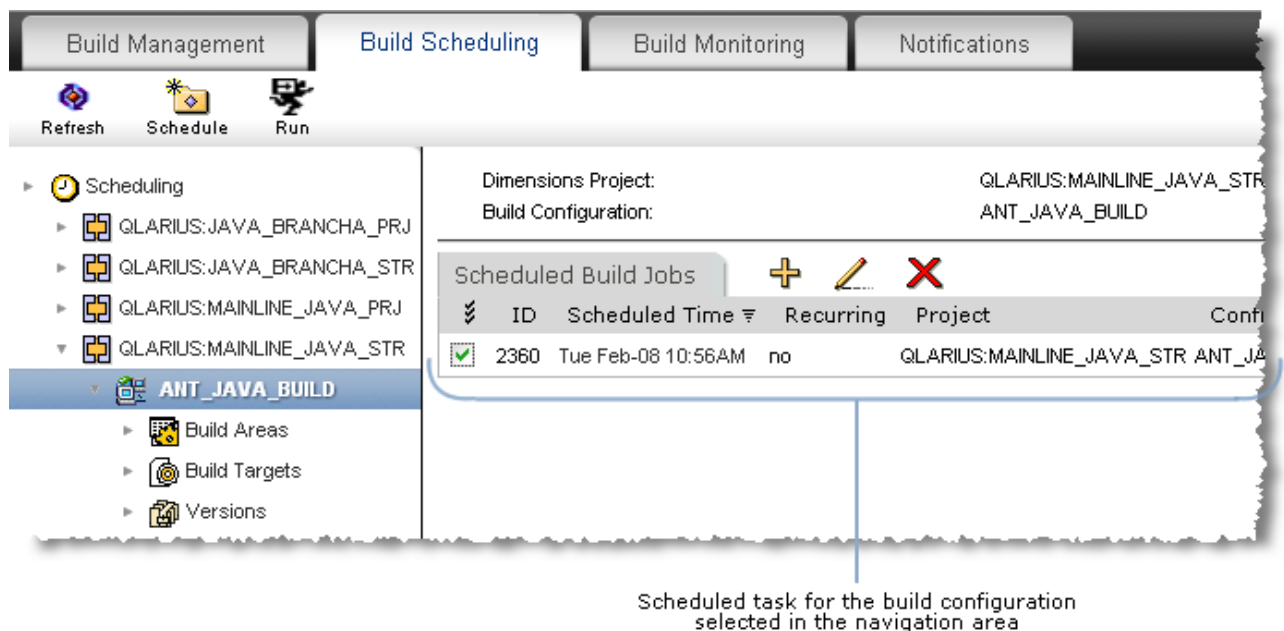 Build Management Build Scheduling Build Monitoring Notifications
Refresh Schedule Run
Scheduling
QLARIUS:JAVA_BRANCHA_PRJ
QLARIUS:JAVA_BRANCHA_STR
QLARIUS:MAINLINE_JAVA_PRJ
QLARIUS:MAINLINE_JAVA_STR
ANT_JAVA_BUILD
Build Areas
Build Targets
Versions
Dimensions Project: QLARIUS:MAINLINE_JAVA_STR
Build Configuration: ANT_JAVA_BUILD
Scheduled Build Jobs
ID Scheduled Time Recurring Project Confi
2360 Tue Feb-08 10:56AM no QLARIUS:MAINLINE_JAVA_STR ANT_JA
Scheduled task for the build configuration
selected in the navigation area